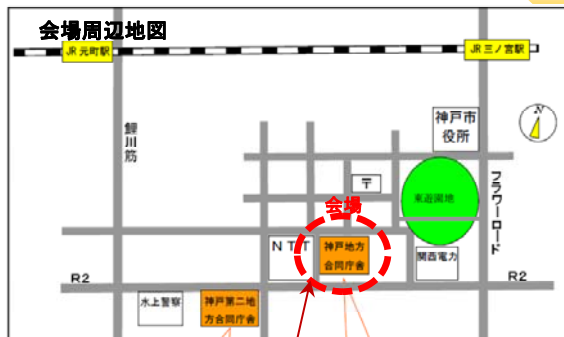 会場周辺地図
JR 元町駅
JR 三ノ宮駅
神戸市
役所
N
鯉川筋
〒
東遊園地
フラワーロード
会場
NTT
神戸地方
合同庁舎
関西電力
R2
R2
水上警察
神戸第二地
方合同庁舎